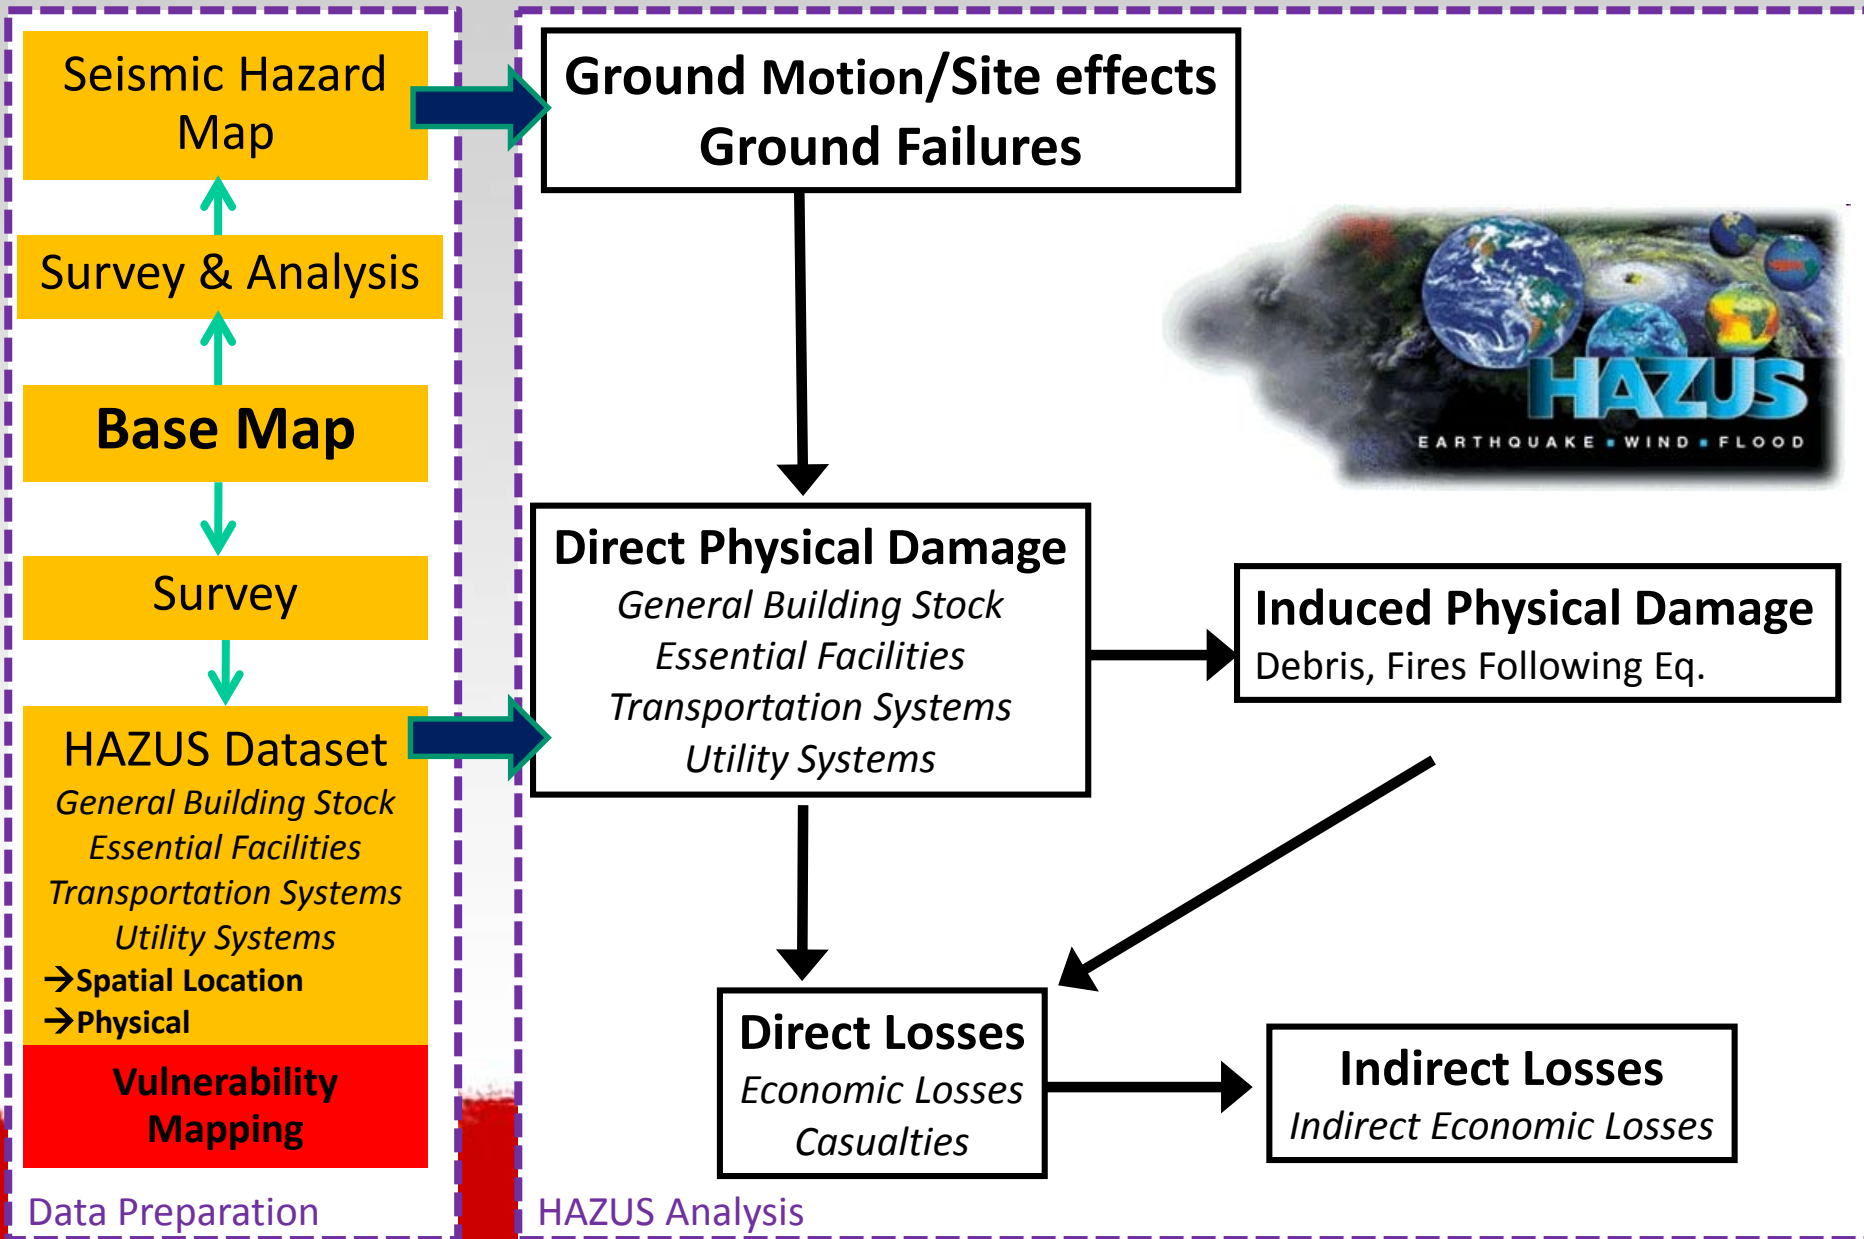 Seismic Hazard
Map
Survey & Analysis
Base Map
Survey
HAZUS Dataset
General Building Stock
Essential Facilities
Transportation Systems
Utility Systems
→Spatial Location
→Physical
Vulnerability
Mapping
Data Preparation
Ground Motion/Site effects
Ground Failures
HAZUS
EARTHQUAKE ▪ WIND ▪ FLOOD
Direct Physical Damage
General Building Stock
Essential Facilities
Transportation Systems
Utility Systems
Induced Physical Damage
Debris, Fires Following Eq.
Direct Losses
Economic Losses
Casualties
Indirect Losses
Indirect Economic Losses
HAZUS Analysis